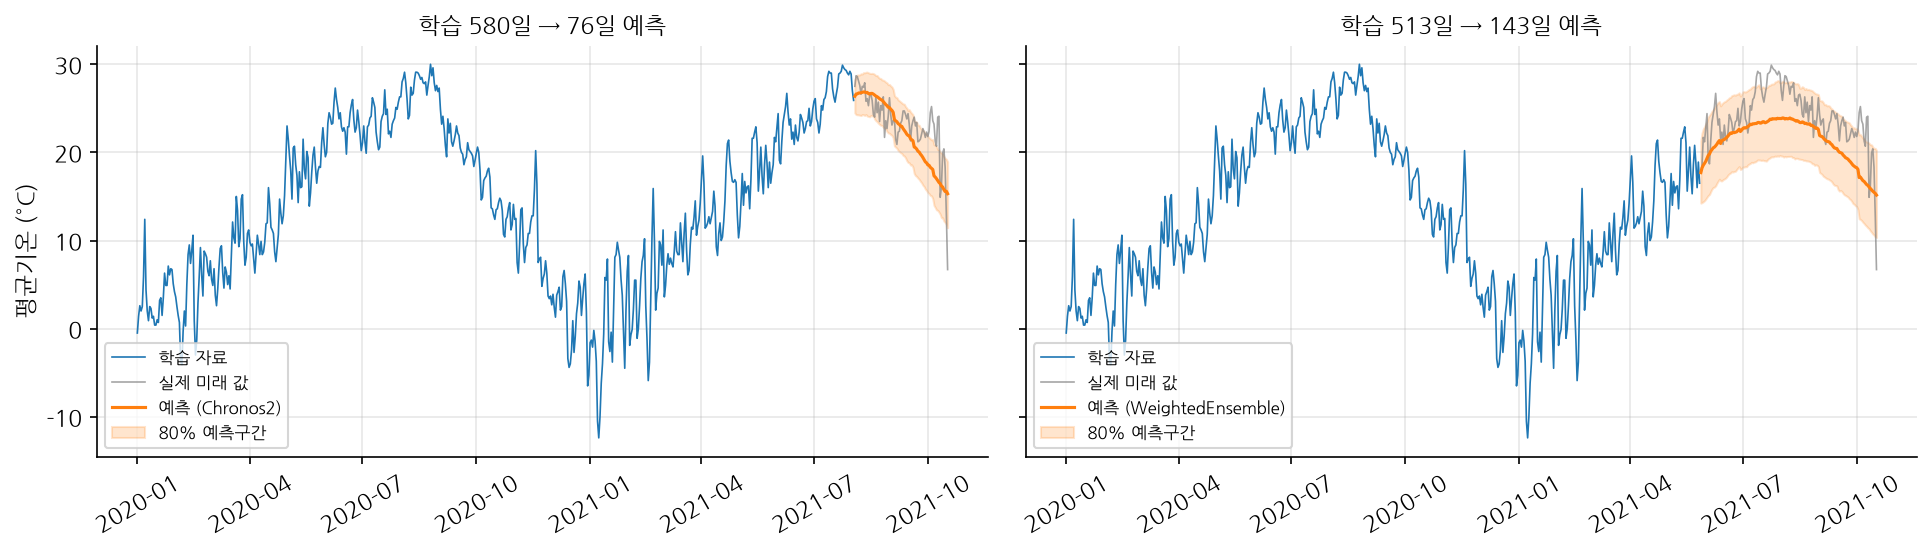 학습 580일 → 76일 예측
평균기온 (°C)
30
20
10
0
-10
학습 자료
실제 미래 값
예측 (Chronos2)
80% 예측구간
2020-01
2020-04
2020-07
2020-10
2021-01
2021-04
2021-07
2021-10
학습 513일 → 143일 예측
학습 자료
실제 미래 값
예측 (WeightedEnsemble)
80% 예측구간
2020-01
2020-04
2020-07
2020-10
2021-01
2021-04
2021-07
2021-10